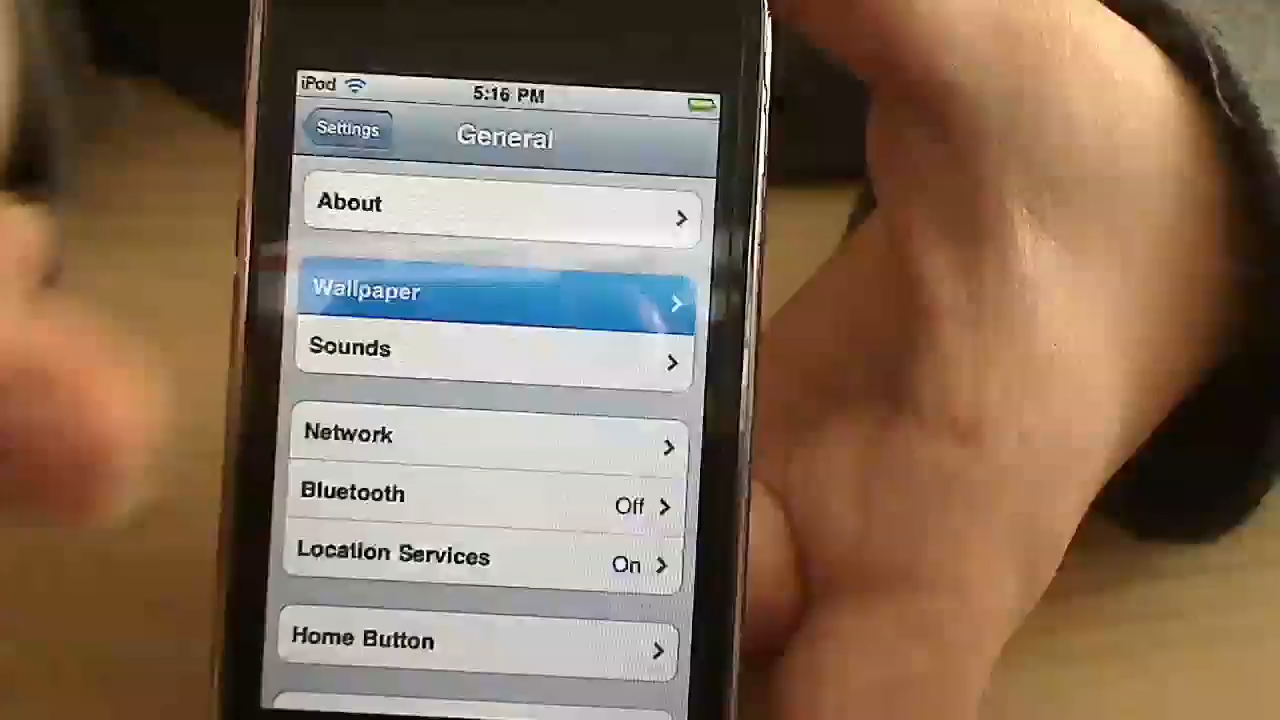 iPod 5:16 PM
Settings General
About
Wallpaper
Sounds
Network
Bluetooth Off
Location Services On
Home Button